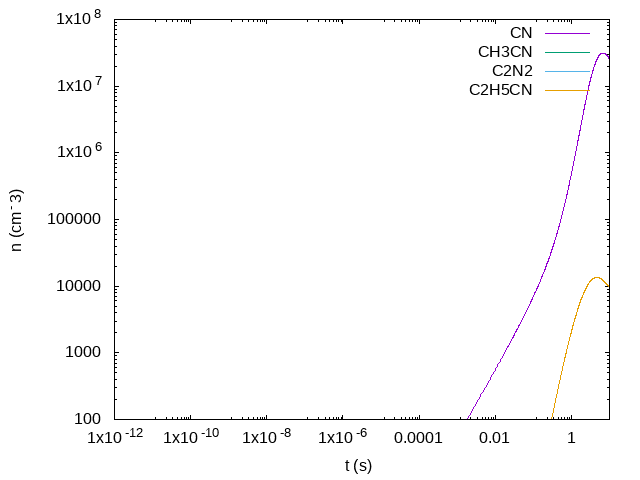 1x10^8
1x10^7
1x10^6
100000
10000
1000
100
n (cm^-3)
CN
CH3CN
C2N2
C2H5CN
1x10^-12 1x10^-10 1x10^-8 1x10^-6 0.0001 0.01 1
t (s)